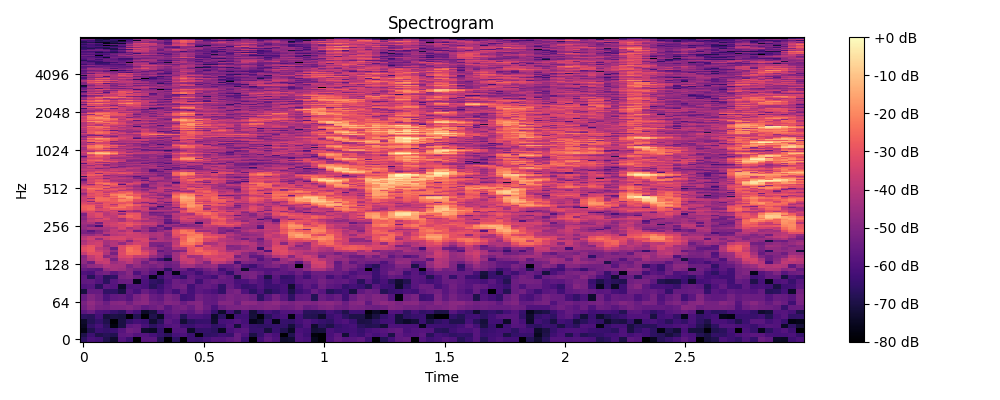 Spectrogram
Hz
4096
2048
1024
512
256
128
64
0
0 0.5 1 1.5 2 2.5
Time
+0 dB
-10 dB
-20 dB
-30 dB
-40 dB
-50 dB
-60 dB
-70 dB
-80 dB